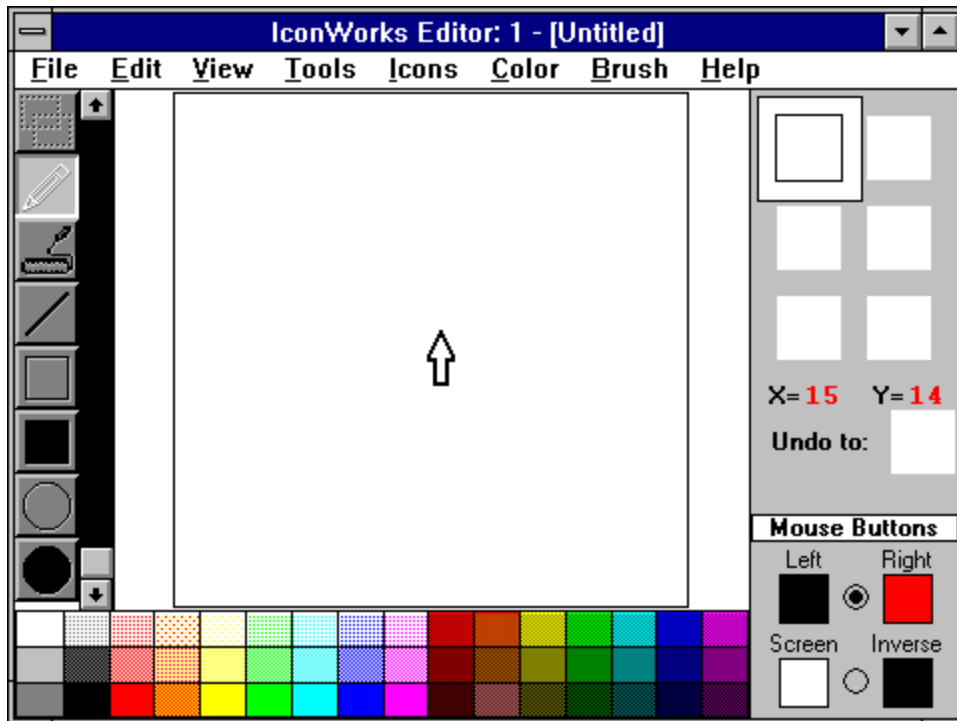 IconWorks Editor: 1 - [Untitled]
File Edit View Tools Icons Color Brush Help
X= 15 Y= 14
Undo to:
Mouse Buttons
Left Right
Screen Inverse